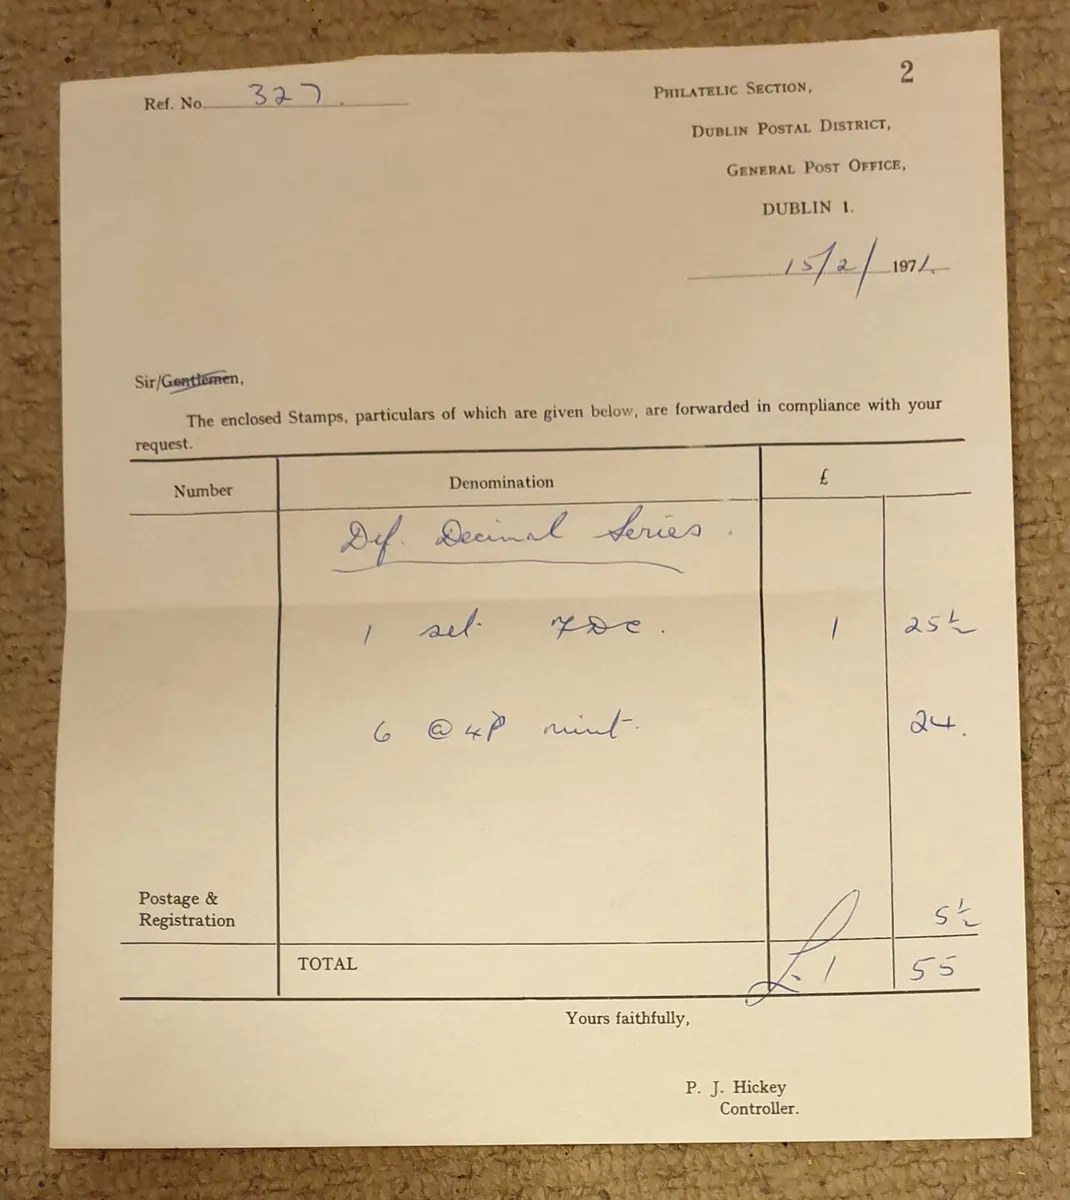 2
Ref. No. 327.
PHILATELIC SECTION,
DUBLIN POSTAL DISTRICT,
GENERAL POST OFFICE,
DUBLIN 1.
15/2/ 1971.
Sir/Gentlemen,
The enclosed Stamps, particulars of which are given below, are forwarded in compliance with your
request.
Number Denomination £
Def. Decimal Series.
1 set FDC. 1 25½
6 @ 4P mint. 24.
Postage &
Registration 5½
TOTAL £1 55
Yours faithfully,
P. J. Hickey
Controller.